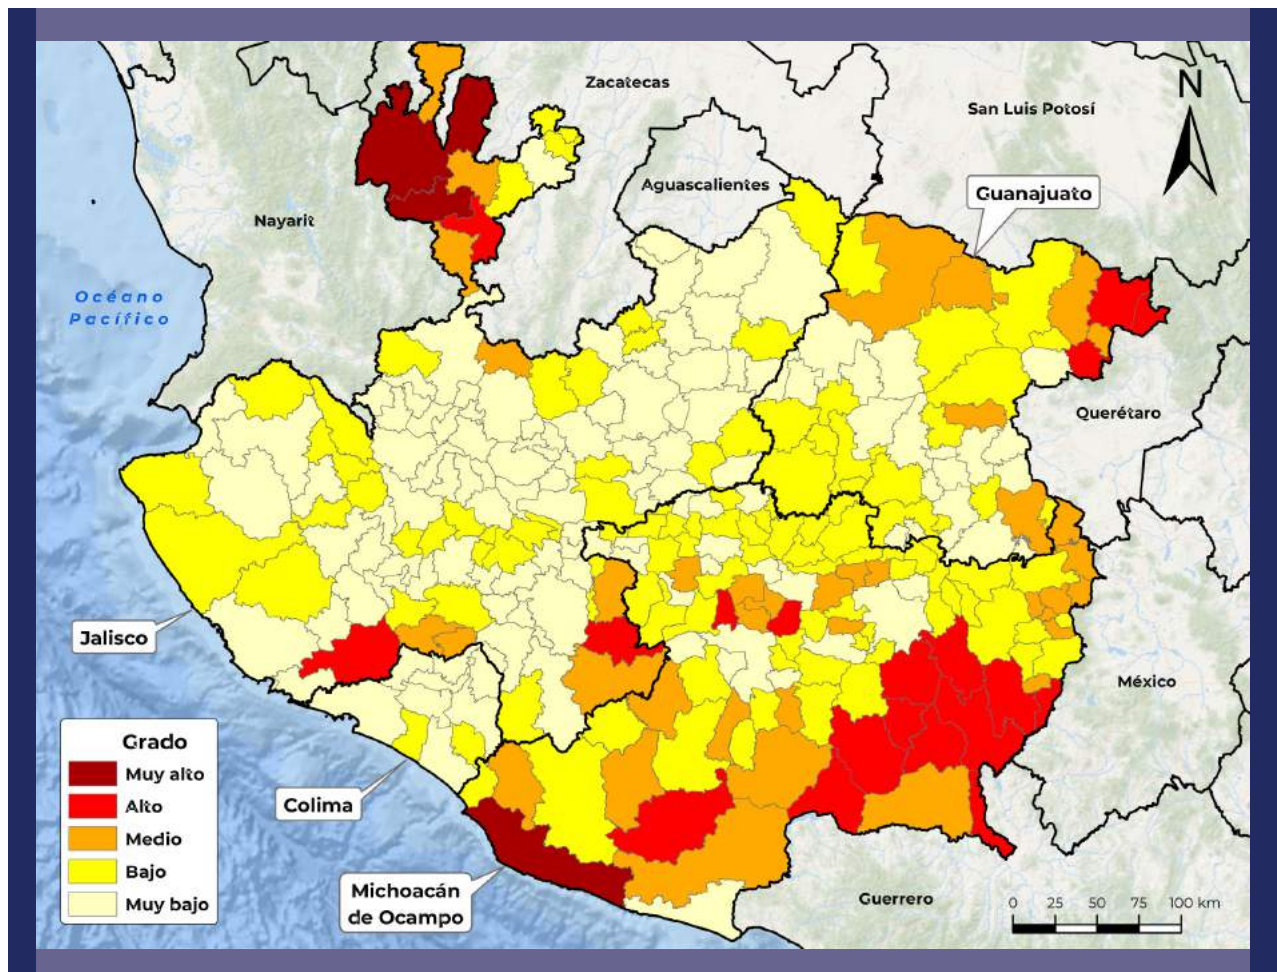 Zacatecas
N
San Luis Potosí
Aguascalientes
Guanajuato
Nayarit
Océano
Pacífico
Querétaro
Jalisco
México
Grado
Muy alto
Alto
Medio
Bajo
Muy bajo
Colima
Michoacán
de Ocampo
Guerrero
0 25 50 75 100 km